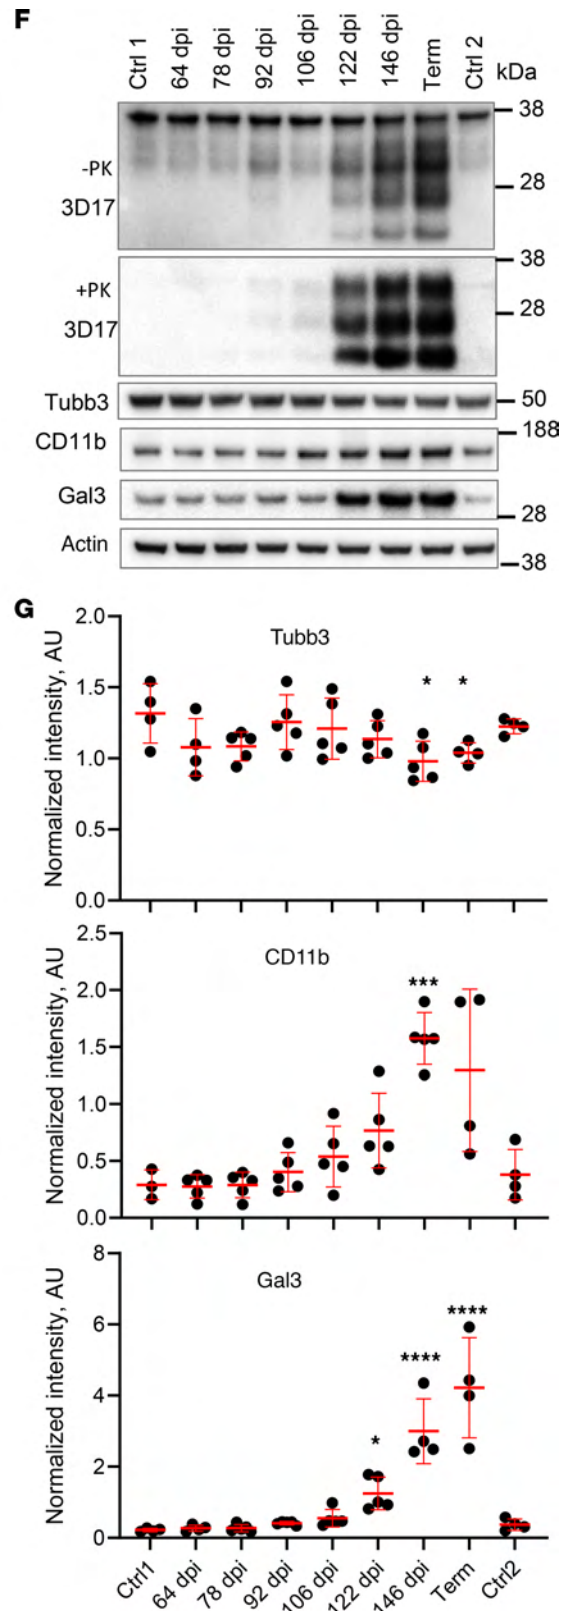 F
Ctrl 1 64 dpi 78 dpi 92 dpi 106 dpi 122 dpi 146 dpi Term Ctrl 2 kDa
38
-PK
28
3D17
38
+PK
28
3D17
Tubb3 50
188
CD11b
Gal3
28
Actin
38
G
2.0
Tubb3
1.5
* *
1.0
0.5
0.0
Normalized intensity, AU
2.5
CD11b
2.0
***
1.5
1.0
0.5
0.0
Normalized intensity, AU
8
Gal3
6
****
****
4
2
*
0
Normalized intensity, AU
Ctrl1 64 dpi 78 dpi 92 dpi 106 dpi 122 dpi 146 dpi Term Ctrl2